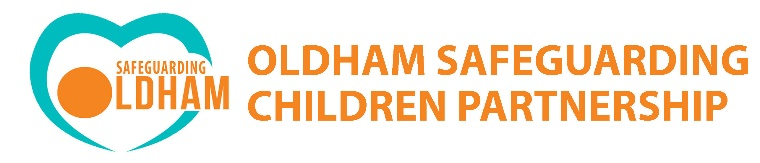 SAFEGUARDING
OLDHAM
OLDHAM SAFEGUARDING
CHILDREN PARTNERSHIP